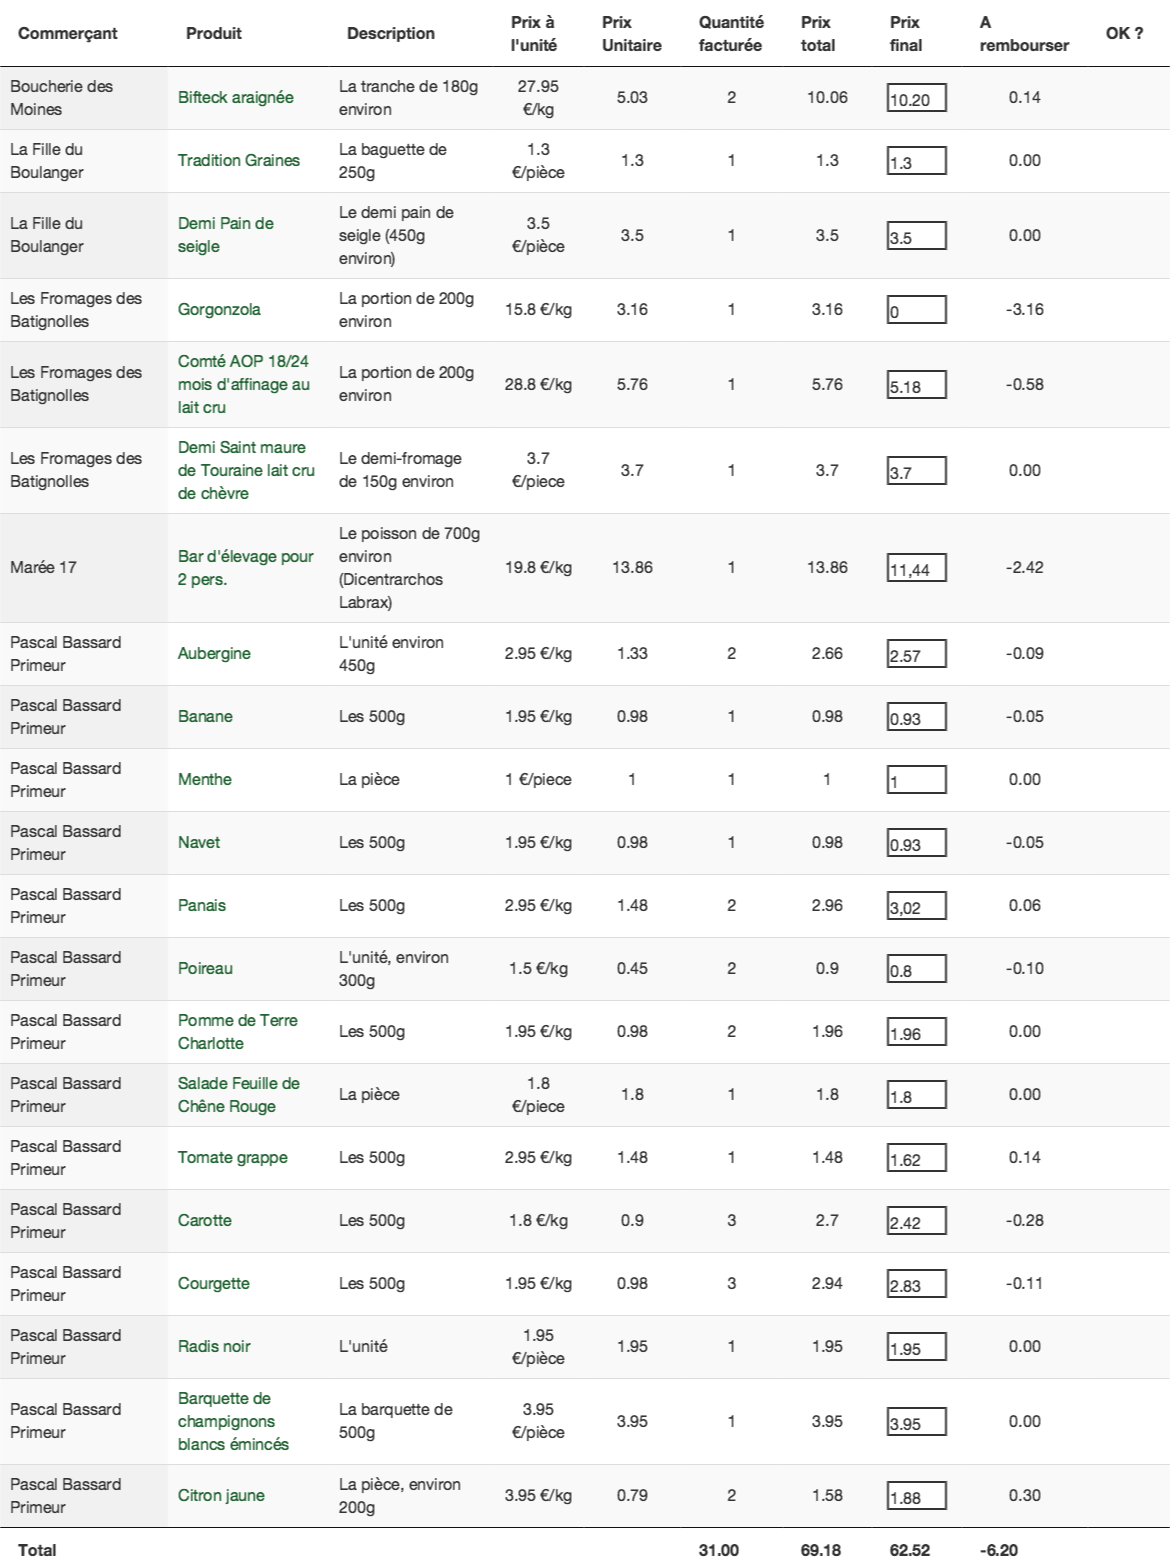 Commerçant Produit Description Prix à l'unité Prix Unitaire Quantité facturée Prix total Prix final A rembourser OK ?
Boucherie des Moines Bifteck araignée La tranche de 180g environ 27.95 €/kg 5.03 2 10.06 10.20 0.14
La Fille du Boulanger Tradition Graines La baguette de 250g 1.3 €/pièce 1.3 1 1.3 1.3 0.00
La Fille du Boulanger Demi Pain de seigle Le demi pain de seigle (450g environ) 3.5 €/pièce 3.5 1 3.5 3.5 0.00
Les Fromages des Batignolles Gorgonzola La portion de 200g environ 15.8 €/kg 3.16 1 3.16 0 -3.16
Les Fromages des Batignolles Comté AOP 18/24 mois d'affinage au lait cru La portion de 200g environ 28.8 €/kg 5.76 1 5.76 5.18 -0.58
Les Fromages des Batignolles Demi Saint maure de Touraine lait cru de chèvre Le demi-fromage de 150g environ 3.7 €/piece 3.7 1 3.7 3.7 0.00
Marée 17 Bar d'élevage pour 2 pers. Le poisson de 700g environ (Dicentrarchos Labrax) 19.8 €/kg 13.86 1 13.86 11,44 -2.42
Pascal Bassard Primeur Aubergine L'unité environ 450g 2.95 €/kg 1.33 2 2.66 2.57 -0.09
Pascal Bassard Primeur Banane Les 500g 1.95 €/kg 0.98 1 0.98 0.93 -0.05
Pascal Bassard Primeur Menthe La pièce 1 €/piece 1 1 1 1 0.00
Pascal Bassard Primeur Navet Les 500g 1.95 €/kg 0.98 1 0.98 0.93 -0.05
Pascal Bassard Primeur Panais Les 500g 2.95 €/kg 1.48 2 2.96 3,02 0.06
Pascal Bassard Primeur Poireau L'unité, environ 300g 1.5 €/kg 0.45 2 0.9 0.8 -0.10
Pascal Bassard Primeur Pomme de Terre Charlotte Les 500g 1.95 €/kg 0.98 2 1.96 1.96 0.00
Pascal Bassard Primeur Salade Feuille de Chêne Rouge La pièce 1.8 €/piece 1.8 1 1.8 1.8 0.00
Pascal Bassard Primeur Tomate grappe Les 500g 2.95 €/kg 1.48 1 1.48 1.62 0.14
Pascal Bassard Primeur Carotte Les 500g 1.8 €/kg 0.9 3 2.7 2.42 -0.28
Pascal Bassard Primeur Courgette Les 500g 1.95 €/kg 0.98 3 2.94 2.83 -0.11
Pascal Bassard Primeur Radis noir L'unité 1.95 €/pièce 1.95 1 1.95 1.95 0.00
Pascal Bassard Primeur Barquette de champignons blancs émincés La barquette de 500g 3.95 €/pièce 3.95 1 3.95 3.95 0.00
Pascal Bassard Primeur Citron jaune La pièce, environ 200g 3.95 €/kg 0.79 2 1.58 1.88 0.30
Total 31.00 69.18 62.52 -6.20